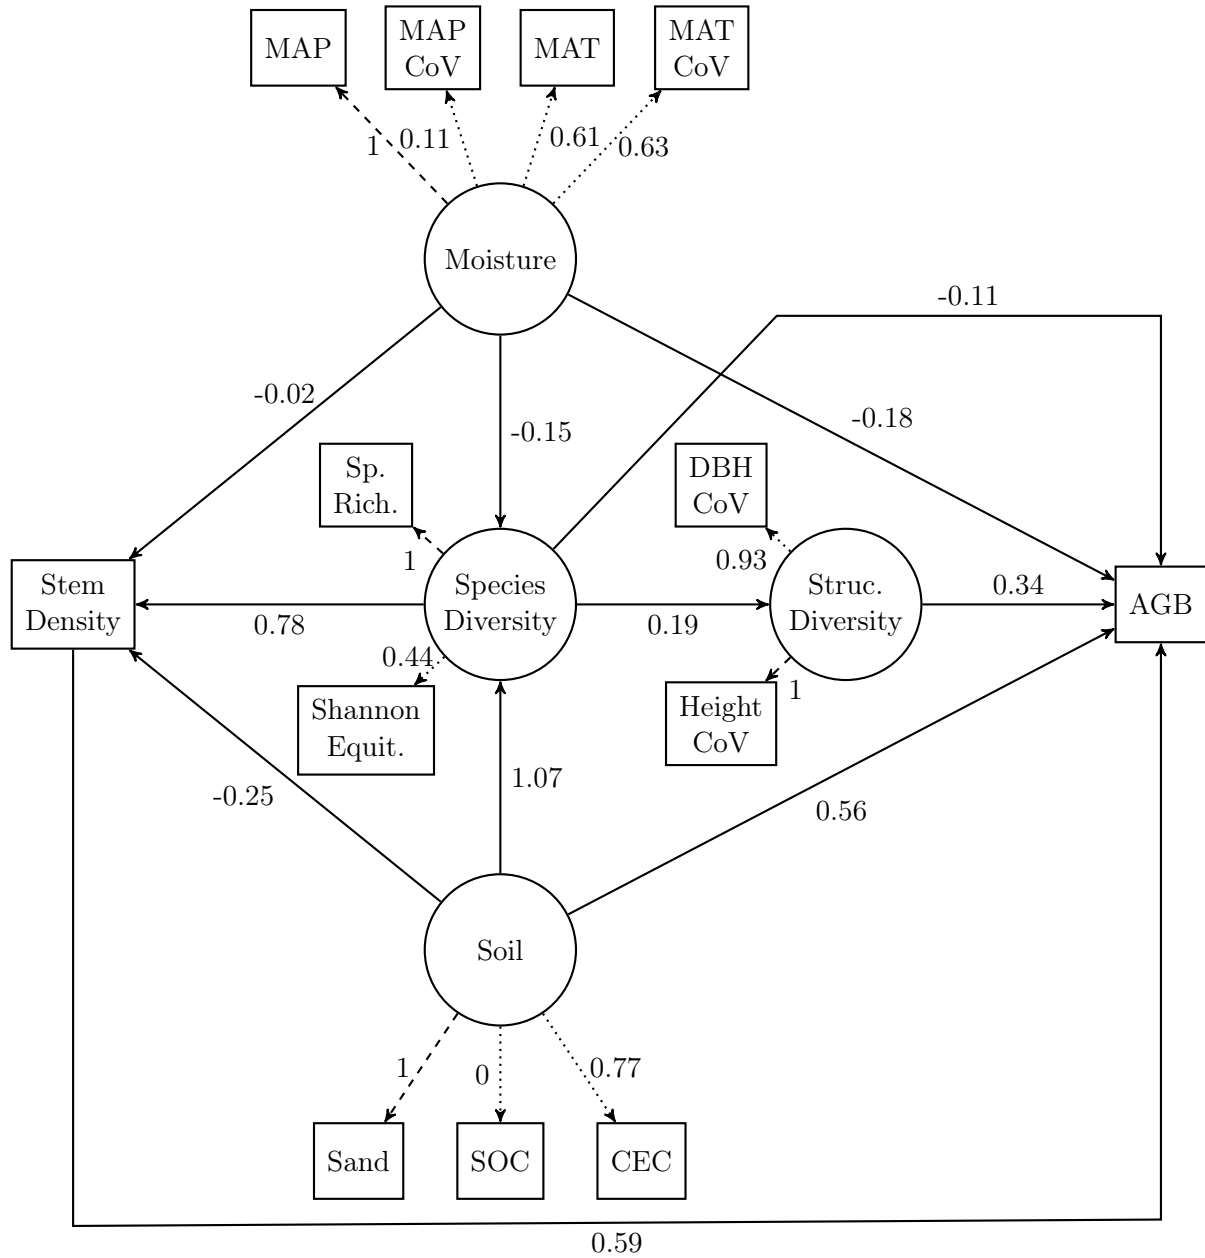 MAP
MAP
CoV
MAT
MAT
CoV
1
0.11
0.61
0.63
Moisture
-0.11
-0.02
-0.18
-0.15
Sp.
Rich.
DBH
CoV
1
0.93
Stem
Density
Species
Diversity
Struc.
Diversity
AGB
0.78
0.19
0.34
0.44
1
Shannon
Equit.
Height
CoV
1.07
-0.25
0.56
Soil
1
0
0.77
Sand
SOC
CEC
0.59